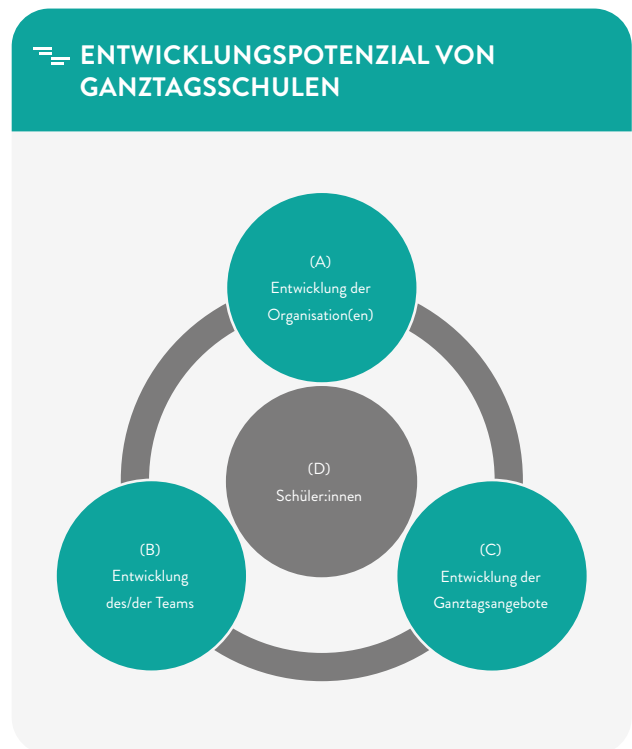 ENTWICKLUNGSPOTENZIAL VON
GANZTAGSSCHULEN
(A)
Entwicklung der
Organisation(en)
(D)
Schüler:innen
(B)
Entwicklung
des/der Teams
(C)
Entwicklung der
Ganztagsangebote